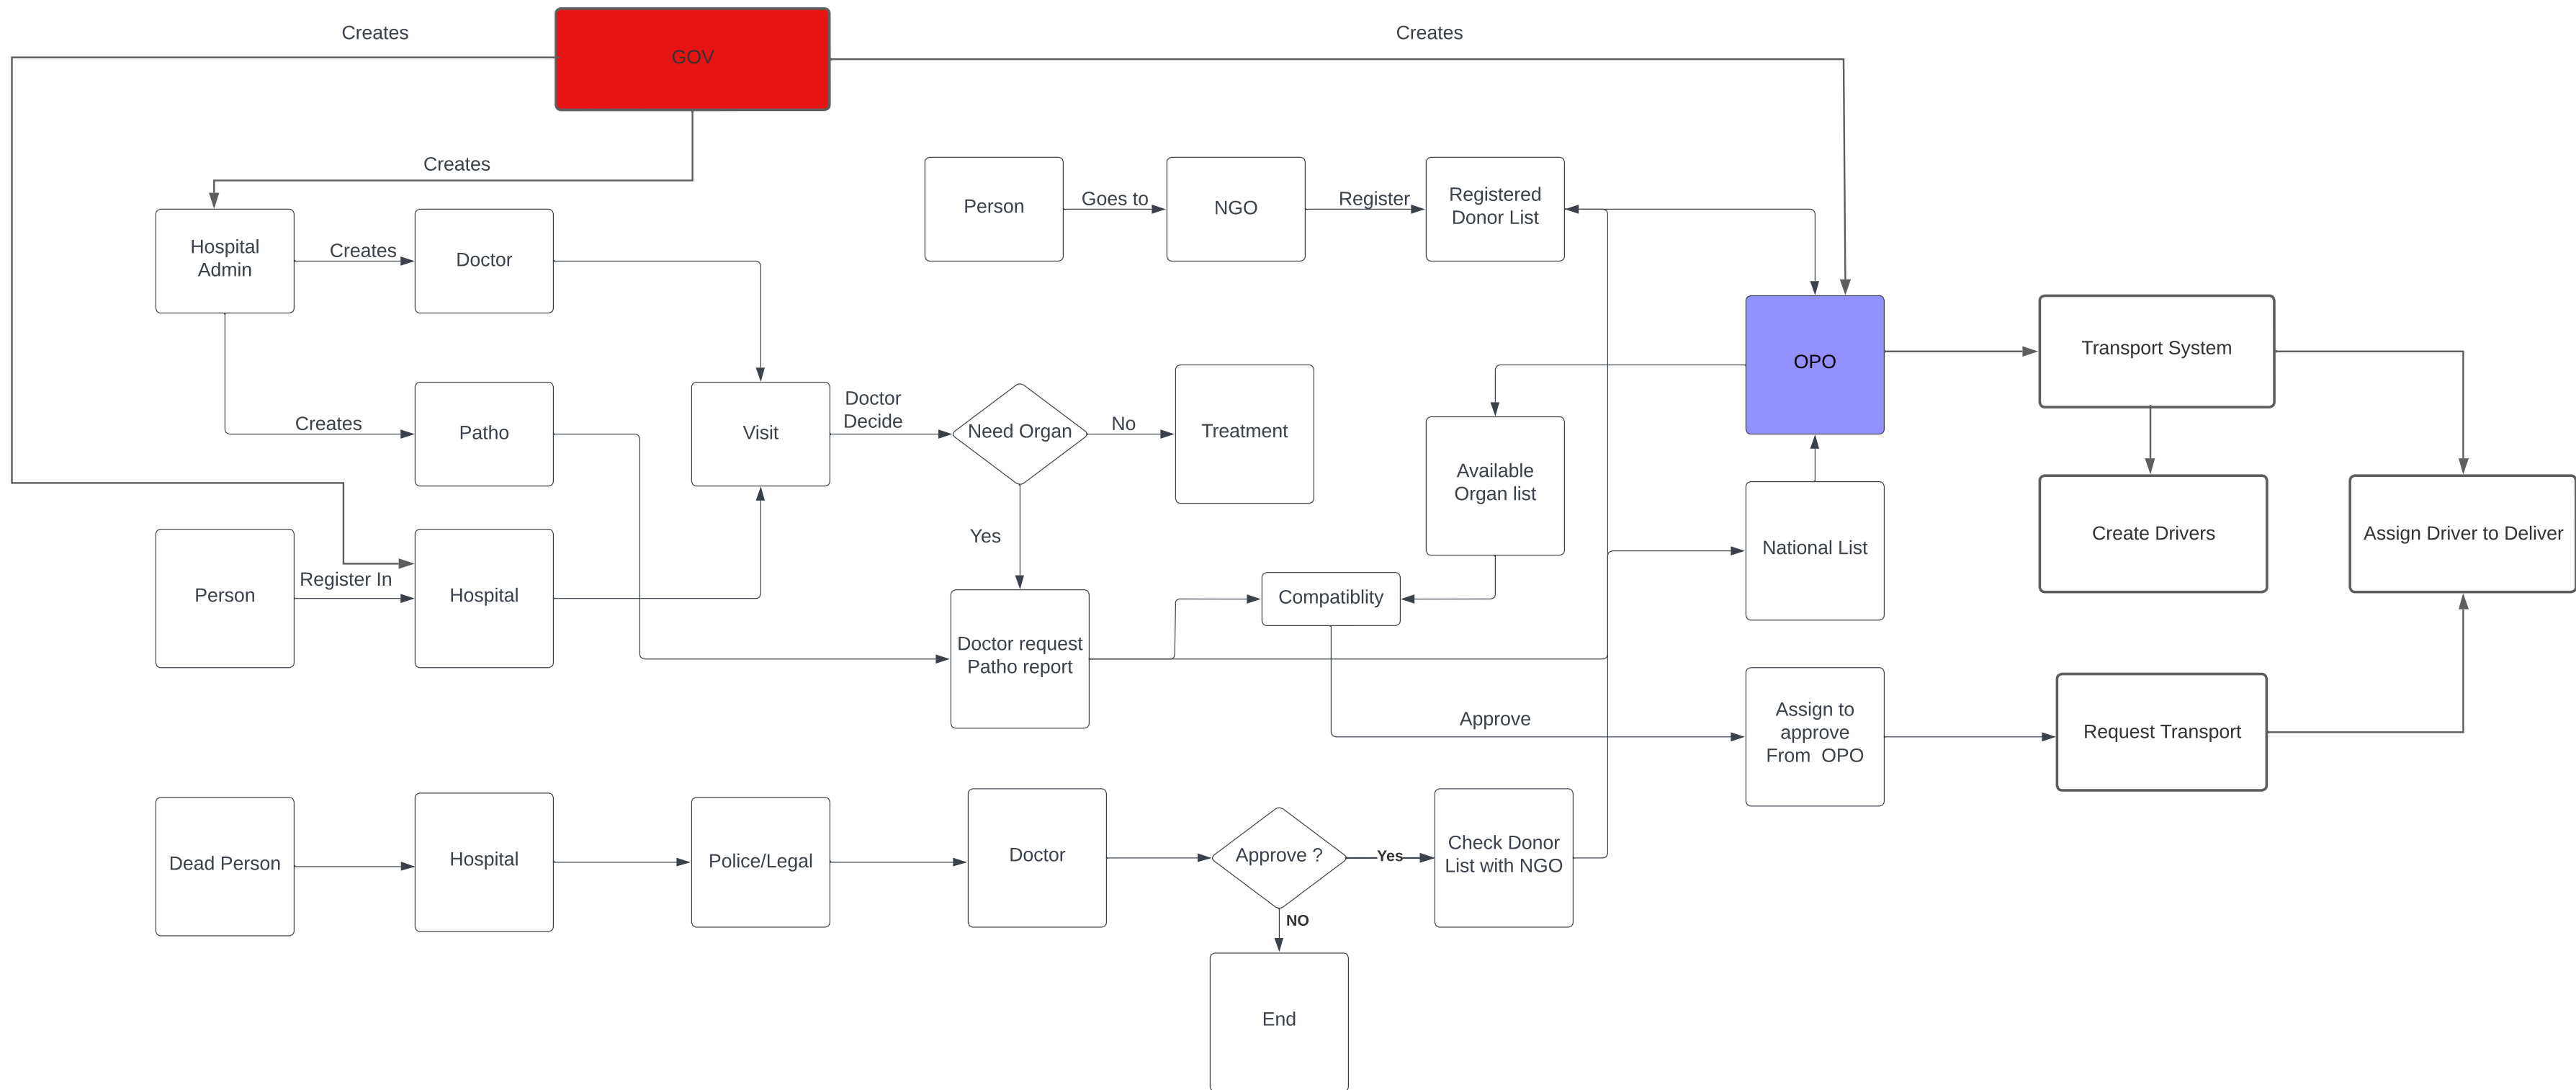 Creates
GOV
Creates
Creates
Person
Goes to
NGO
Register
Registered
Donor List
Hospital
Admin
Creates
Doctor
OPO
Transport System
Creates
Patho
Visit
Doctor
Decide
Need Organ
No
Treatment
Available
Organ list
Yes
National List
Create Drivers
Assign Driver to Deliver
Person
Register In
Hospital
Compatiblity
Doctor request
Patho report
Approve
Assign to
approve
From  OPO
Request Transport
Dead Person
Hospital
Police/Legal
Doctor
Approve ?
Yes
Check Donor
List with NGO
NO
End